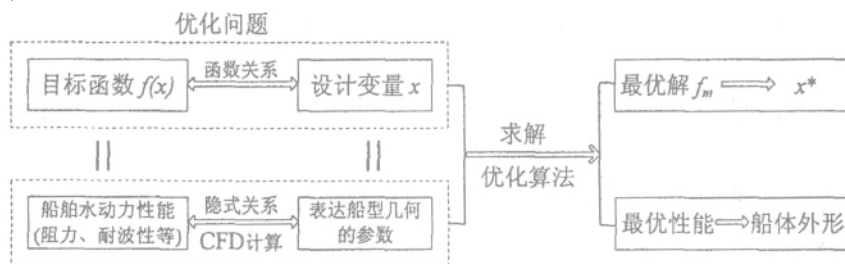 优化问题
目标函数 f(x)
函数关系
设计变量 x
最优解 fm
x*
求解
优化算法
船舶水动力性能
(阻力、耐波性等)
隐式关系
CFD计算
表达船型几何
的参数
最优性能
船体外形